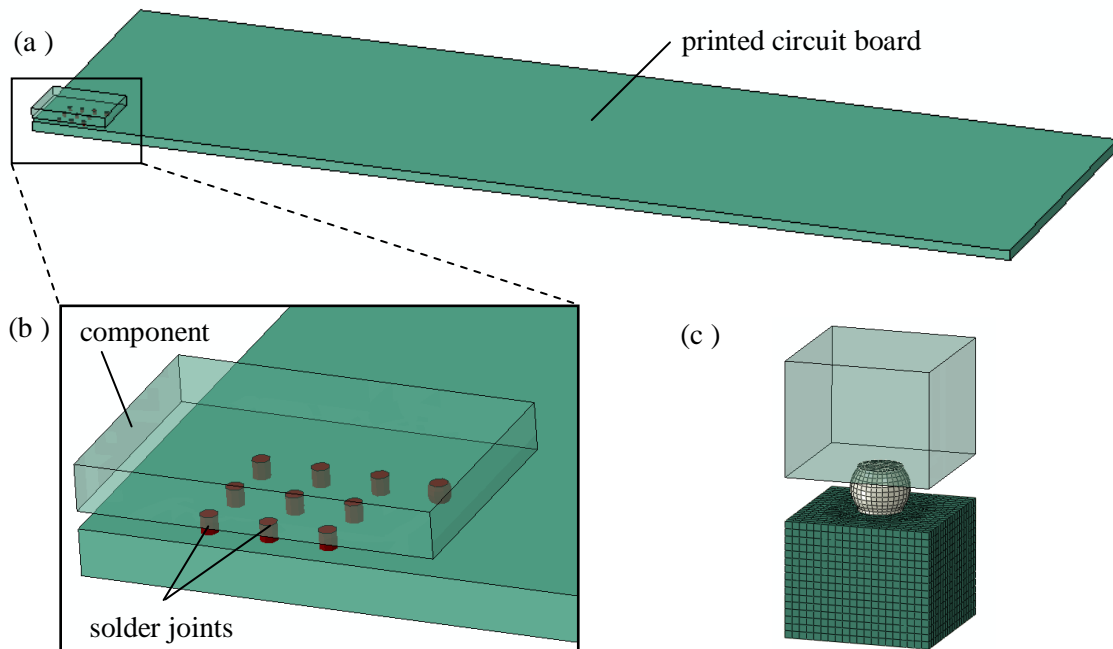 (a )
printed circuit board
(b )
component
solder joints
(c )